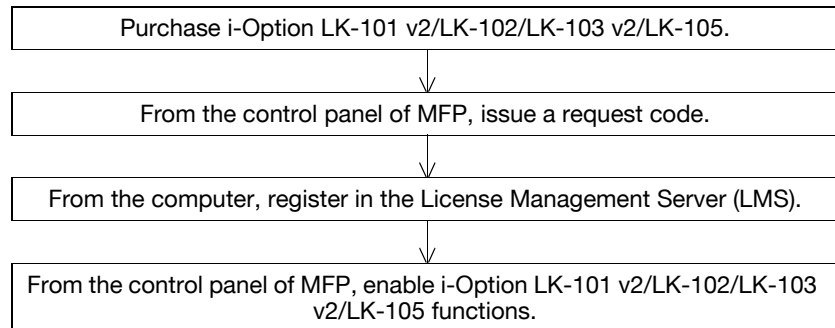 Purchase i-Option LK-101 v2/LK-102/LK-103 v2/LK-105.
From the control panel of MFP, issue a request code.
From the computer, register in the License Management Server (LMS).
From the control panel of MFP, enable i-Option LK-101 v2/LK-102/LK-103
v2/LK-105 functions.